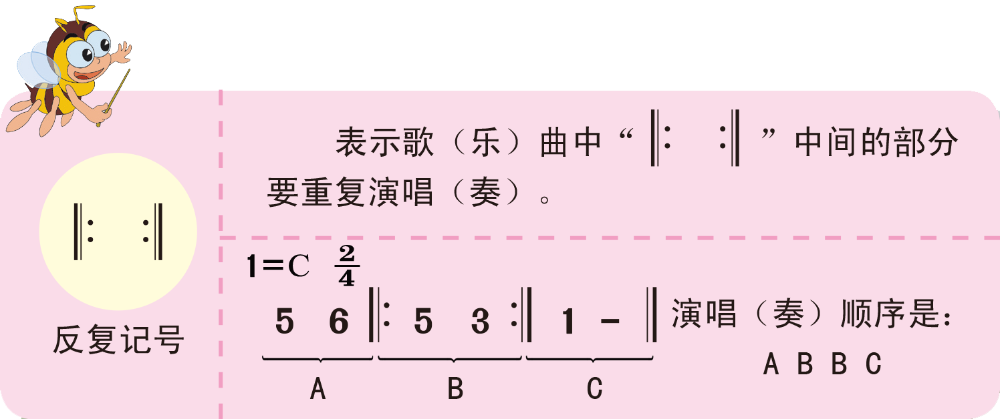 表示歌（乐）曲中“‖: :‖”中间的部分
要重复演唱（奏）。
‖: :‖
反复记号
1=C 2/4
5 6 ‖: 5 3 :‖ 1 - ‖
A B C
演唱（奏）顺序是：
A B B C